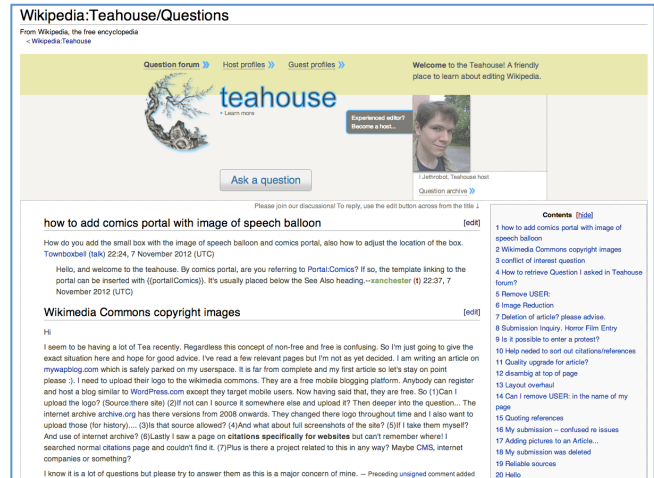 Wikipedia:Teahouse/Questions
From Wikipedia, the free encyclopedia
< Wikipedia:Teahouse
Question forum » Host profiles » Guest profiles »
Welcome to the Teahouse! A friendly
place to learn about editing Wikipedia.
teahouse
Learn more
Experienced editor?
Become a host...
Ask a question
I Jethrobot, Teahouse host
Question archive »
Please join our discussions! To reply, use the edit button across from the title ↓
how to add comics portal with image of speech balloon [edit]
How do you add the small box with the image of speech balloon and comics portal, also how to adjust the location of the box.
Townboxbell (talk) 22:24, 7 November 2012 (UTC)
Hello, and welcome to the teahouse. By comics portal, are you referring to Portal:Comics? If so, the template linking to the
portal can be inserted with {{portal|Comics}}. It's usually placed below the See Also heading.--xanchester (t) 22:37, 7
November 2012 (UTC)
Wikimedia Commons copyright images [edit]
Hi
I seem to be having a lot of Tea recently. Regardless this concept of non-free and free is confusing. So I'm just going to give the
exact situation here and hope for good advice. I've read a few relevant pages but I'm not as yet decided. I am writing an article on
mywapblog.com which is safely parked on my userspace. It is far from complete and my first article so let's stay on point
please :). I need to upload their logo to the wikimedia commons. They are a free mobile blogging platform. Anybody can register
and host a blog similar to WordPress.com except they target mobile users. Now having said that, they are free. So (1)Can I
upload the logo? (Source:there site) (2)If not can I source it somewhere else and upload it? Then deeper into the question... The
internet archive archive.org has there versions from 2008 onwards. They changed there logo throughout time and I also want to
upload those (for history).... (3)Is that source allowed? (4)And what about full screenshots of the site? (5)If I take them myself?
And use of internet archive? (6)Lastly I saw a page on citations specifically for websites but can't remember where! I
searched normal citations page and couldn't find it. (7)Plus is there a project related to this in any way? Maybe CMS, internet
companies or something?
I know it is a lot of questions but please try to answer them as this is a major concern of mine. — Preceding unsigned comment added
Contents [hide]
1 how to add comics portal with image of
speech balloon
2 Wikimedia Commons copyright images
3 conflict of interest question
4 How to retrieve Question I asked in Teahouse
forum?
5 Remove USER:
6 Image Reduction
7 Deletion of article? please advise.
8 Submission Inquiry. Horror Film Entry
9 Is it possible to enter a protest?
10 Help neded to sort out citations/references
11 Quality upgrade for article?
12 disambig at top of page
13 Layout overhaul
14 Can I remove USER: in the name of my
page
15 Quoting references
16 My submission – confused re issues
17 Adding pictures to an Article...
18 My submission was deleted
19 Reliable sources
20 Hello